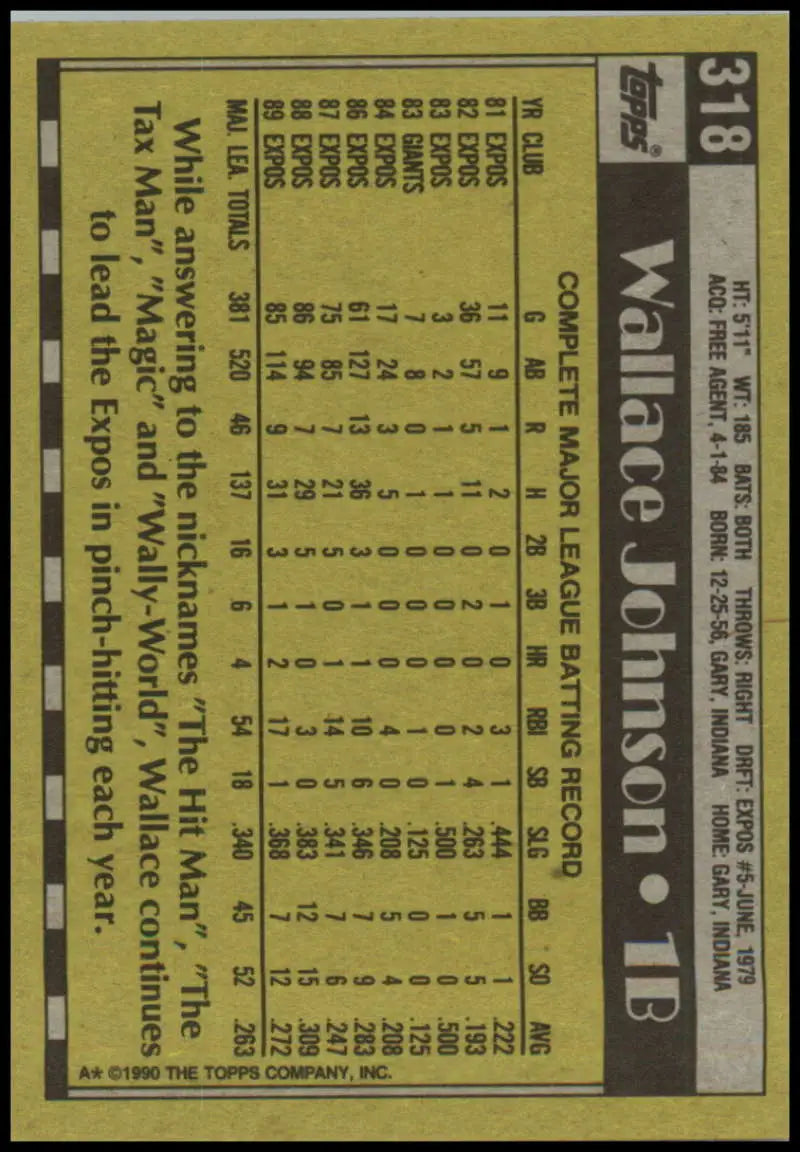 318
HT: 5'11" WT: 185 BATS: BOTH THROWS: RIGHT DRFT: EXPOS #5-JUNE, 1979
ACQ: FREE AGENT, 4-1-84 BORN: 12-25-56, GARY, INDIANA HOME: GARY, INDIANA
topps®
Wallace Johnson • 1B
COMPLETE MAJOR LEAGUE BATTING RECORD
YR CLUB G AB R H 2B 3B HR RBI SB SLG BB SO AVG
81 EXPOS 11 9 1 2 0 1 0 3 1 .444 1 1 .222
82 EXPOS 36 57 5 11 0 2 0 2 4 .263 5 5 .193
83 EXPOS 3 2 1 1 0 0 0 0 1 .500 1 0 .500
83 GIANTS 7 8 0 1 0 0 0 1 0 .125 0 0 .125
84 EXPOS 17 24 3 5 0 0 0 4 0 .208 5 4 .208
86 EXPOS 61 127 13 36 3 1 1 10 6 .346 7 9 .283
87 EXPOS 75 85 7 21 5 0 1 14 5 .341 7 6 .247
88 EXPOS 86 94 7 29 5 1 0 3 0 .383 12 15 .309
89 EXPOS 85 114 9 31 3 1 2 17 1 .368 7 12 .272
MAJ. LEA. TOTALS 381 520 46 137 16 6 4 54 18 .340 45 52 .263
While answering to the nicknames "The Hit Man", "The
Tax Man", "Magic" and "Wally-World", Wallace continues
to lead the Expos in pinch-hitting each year.
A* ©1990 THE TOPPS COMPANY, INC.